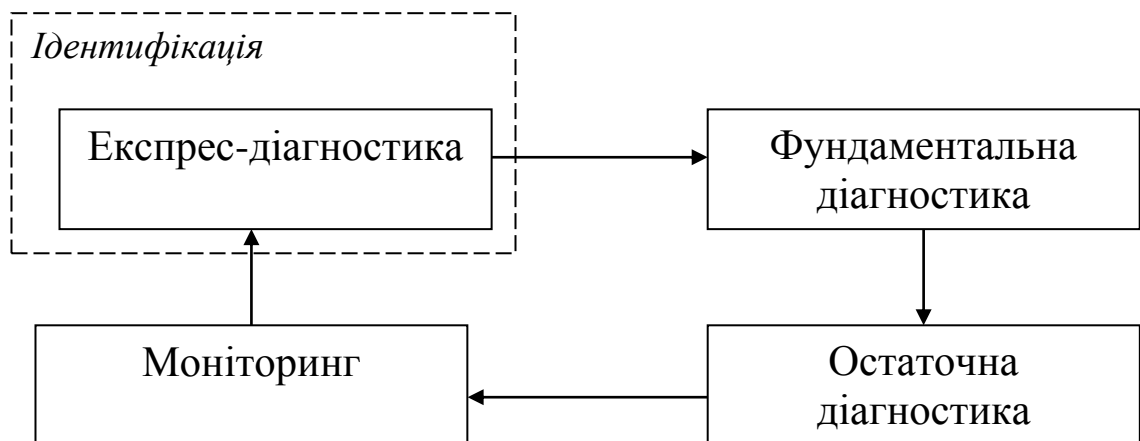 Ідентифікація
Експрес-діагностика
Фундаментальна
діагностика
Моніторинг
Остаточна
діагностика